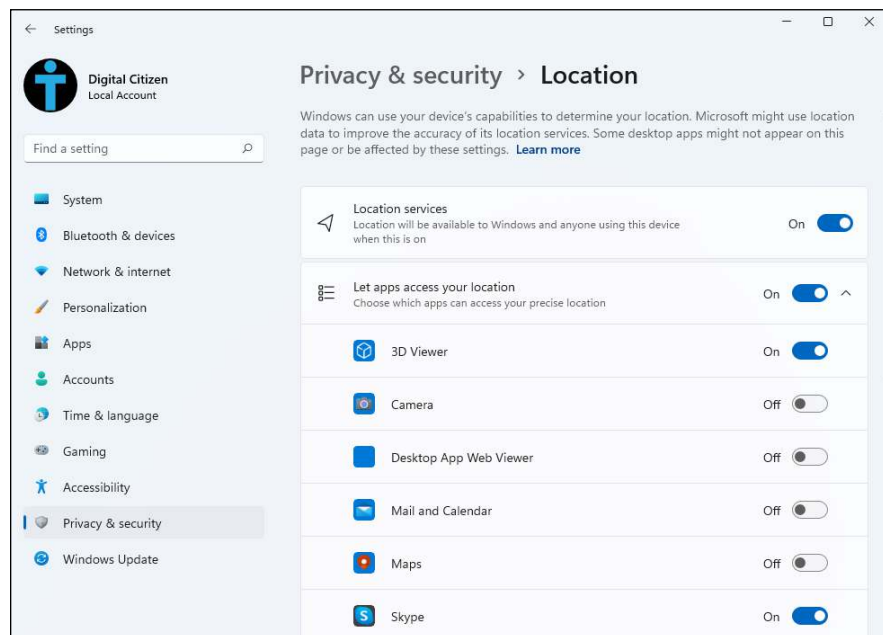 Settings
Digital Citizen
Local Account
Find a setting
System
Bluetooth & devices
Network & internet
Personalization
Apps
Accounts
Time & language
Gaming
Accessibility
Privacy & security
Windows Update
Privacy & security > Location
Windows can use your device's capabilities to determine your location. Microsoft might use location
data to improve the accuracy of its location services. Some desktop apps might not appear on this
page or be affected by these settings. Learn more
Location services
Location will be available to Windows and anyone using this device
when this is on
On
Let apps access your location
Choose which apps can access your precise location
On
3D Viewer
On
Camera
Off
Desktop App Web Viewer
Off
Mail and Calendar
Off
Maps
Off
S
Skype
On